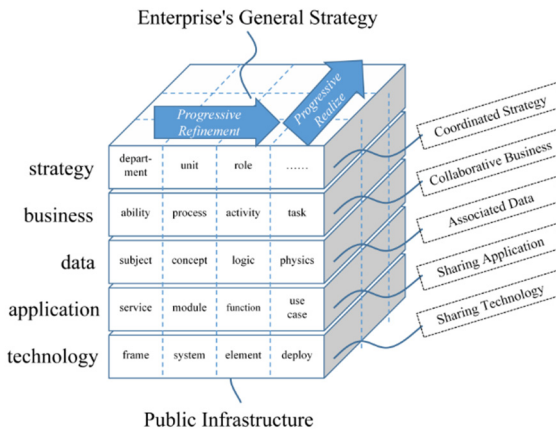 Enterprise's General Strategy
Progressive
Refinement
Progressive
Realize
strategy
depart-
ment
unit
role
……
Coordinated Strategy
business
ability
process
activity
task
Collaborative Business
data
subject
concept
logic
physics
Associated Data
application
service
module
function
use
case
Sharing Application
technology
frame
system
element
deploy
Sharing Technology
Public Infrastructure